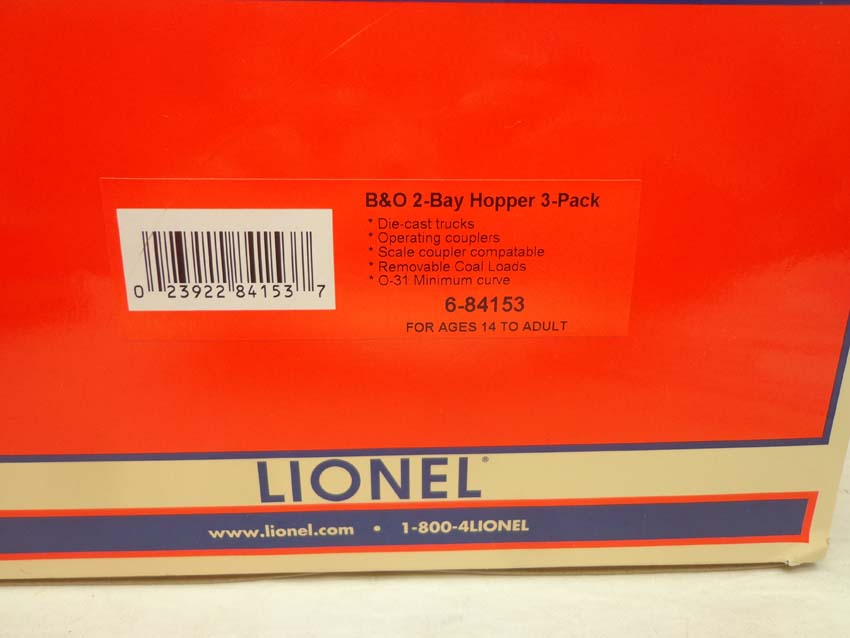 B&O 2-Bay Hopper 3-Pack
* Die-cast trucks
* Operating couplers
* Scale coupler compatable
* Removable Coal Loads
* O-31 Minimum curve
6-84153
FOR AGES 14 TO ADULT
0 23922 84153 7
LIONEL®
www.lionel.com • 1-800-4LIONEL